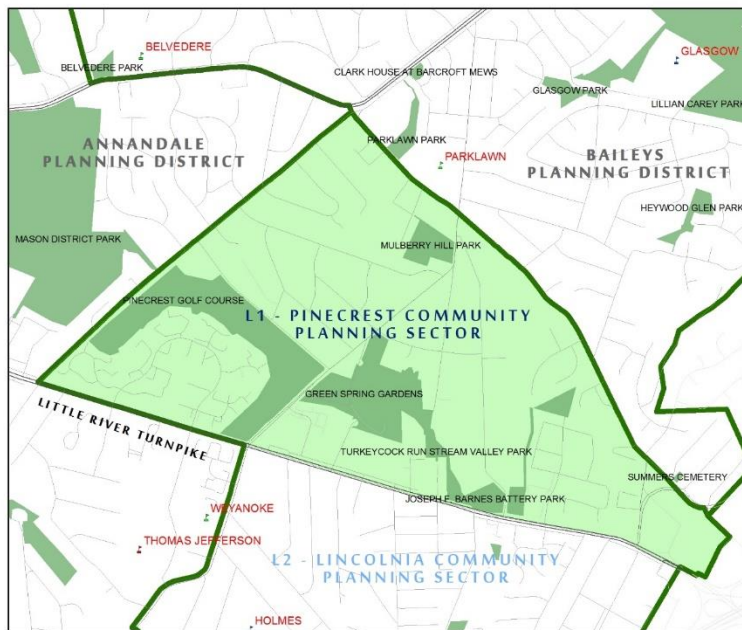 BELVEDERE
GLASGOW
BELVEDERE PARK
CLARK HOUSE AT BARCROFT MEWS
GLASGOW PARK
LILLIAN CAREY PARK
ANNANDALE
PLANNING DISTRICT
PARKLAWN PARK
PARKLAWN
BAILEYS
PLANNING DISTRICT
HEYWOOD GLEN PARK
MASON DISTRICT PARK
MULBERRY HILL PARK
PINECREST GOLF COURSE
L1 - PINECREST COMMUNITY
PLANNING SECTOR
GREEN SPRING GARDENS
LITTLE RIVER TURNPIKE
TURKEYCOCK RUN STREAM VALLEY PARK
SUMMERS CEMETERY
JOSEPH F. BARNES BATTERY PARK
WEYANOKE
THOMAS JEFFERSON
L2 - LINCOLNIA COMMUNITY
PLANNING SECTOR
HOLMES